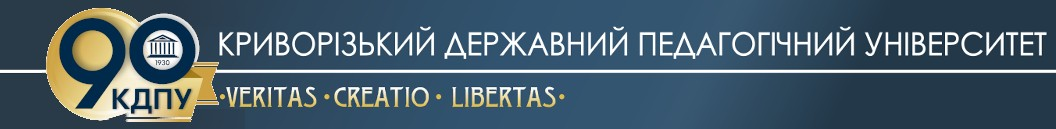 90
1930
КДПУ
КРИВОРІЗЬКИЙ ДЕРЖАВНИЙ ПЕДАГОГІЧНИЙ УНІВЕРСИТЕТ
·VERITAS·CREATIO· LIBERTAS·